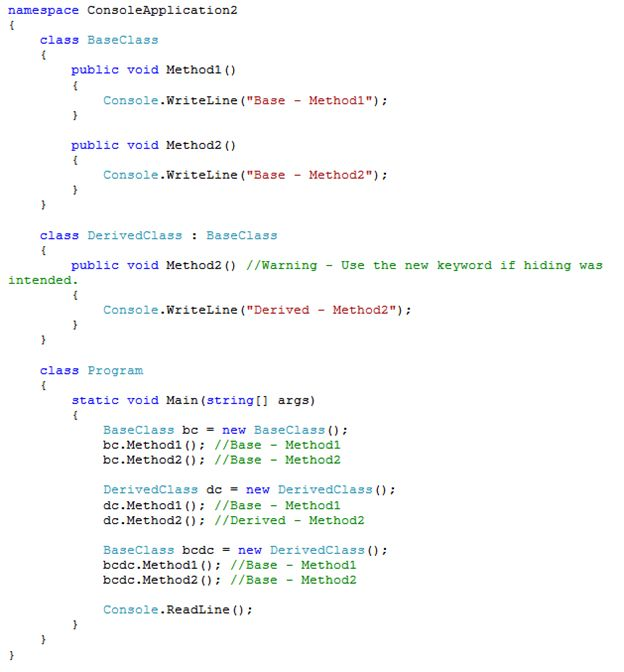 namespace ConsoleApplication2
{
    class BaseClass
    {
        public void Method1()
        {
            Console.WriteLine("Base - Method1");
        }

        public void Method2()
        {
            Console.WriteLine("Base - Method2");
        }
    }

    class DerivedClass : BaseClass
    {
        public void Method2() //Warning - Use the new keyword if hiding was
intended.
        {
            Console.WriteLine("Derived - Method2");
        }
    }

    class Program
    {
        static void Main(string[] args)
        {
            BaseClass bc = new BaseClass();
            bc.Method1(); //Base - Method1
            bc.Method2(); //Base - Method2

            DerivedClass dc = new DerivedClass();
            dc.Method1(); //Base - Method1
            dc.Method2(); //Derived - Method2

            BaseClass bcdc = new DerivedClass();
            bcdc.Method1(); //Base - Method1
            bcdc.Method2(); //Base - Method2

            Console.ReadLine();
        }
    }
}